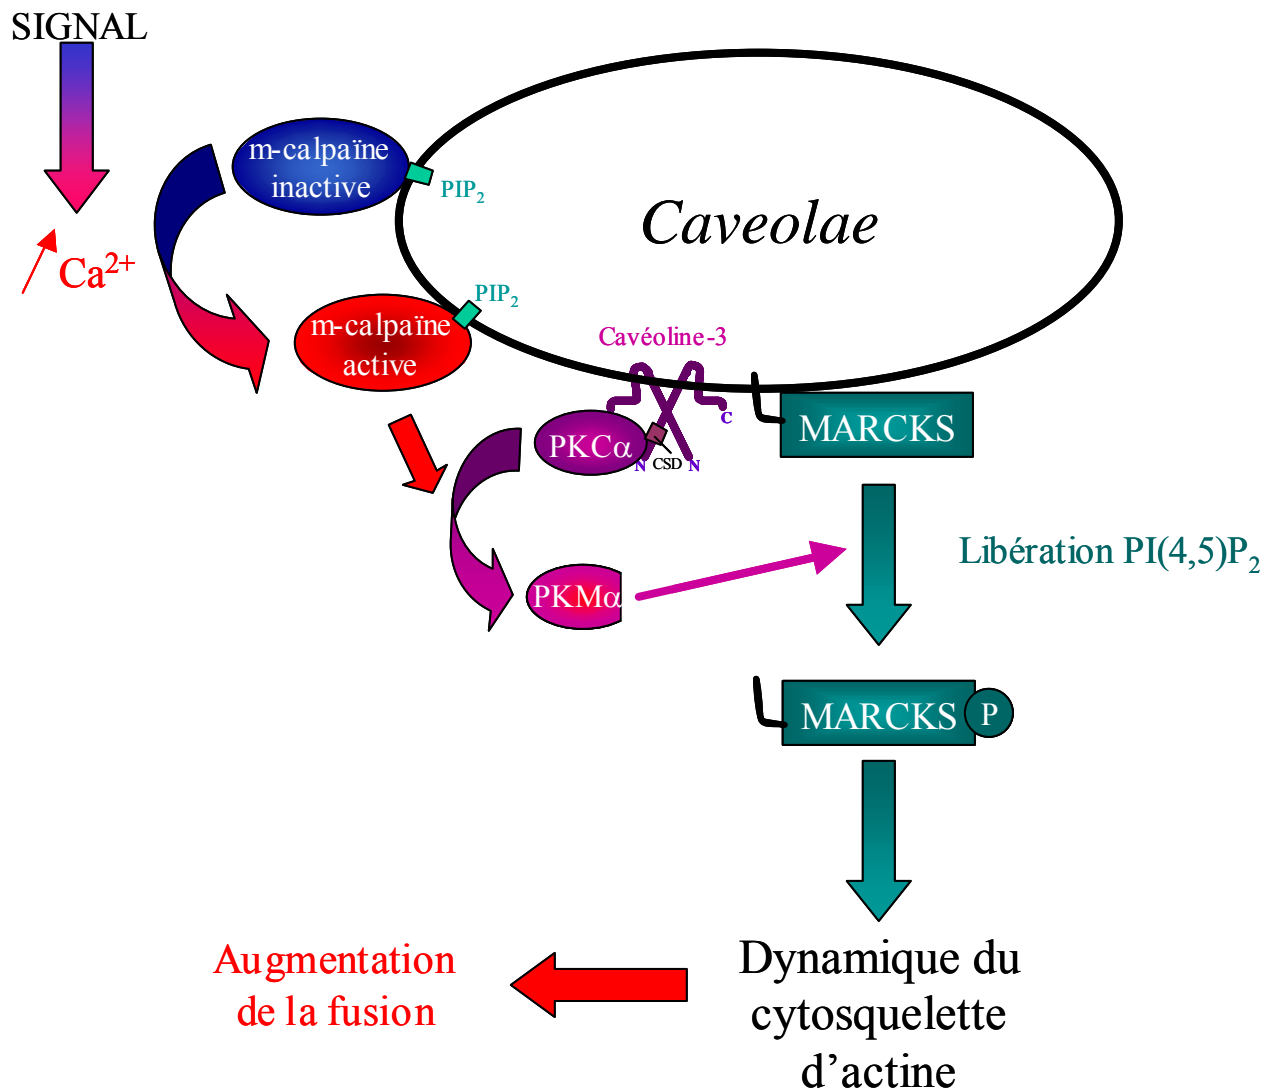 SIGNAL
m-calpaïne
inactive
PIP₂
Caveolae
Ca²⁺
PIP₂
m-calpaïne
active
Cavéoline-3
C
MARCKS
PKCα
N
CSD
N
Libération PI(4,5)P₂
PKMα
MARCKS
P
Dynamique du
cytosquelette
d’actine
Augmentation
de la fusion